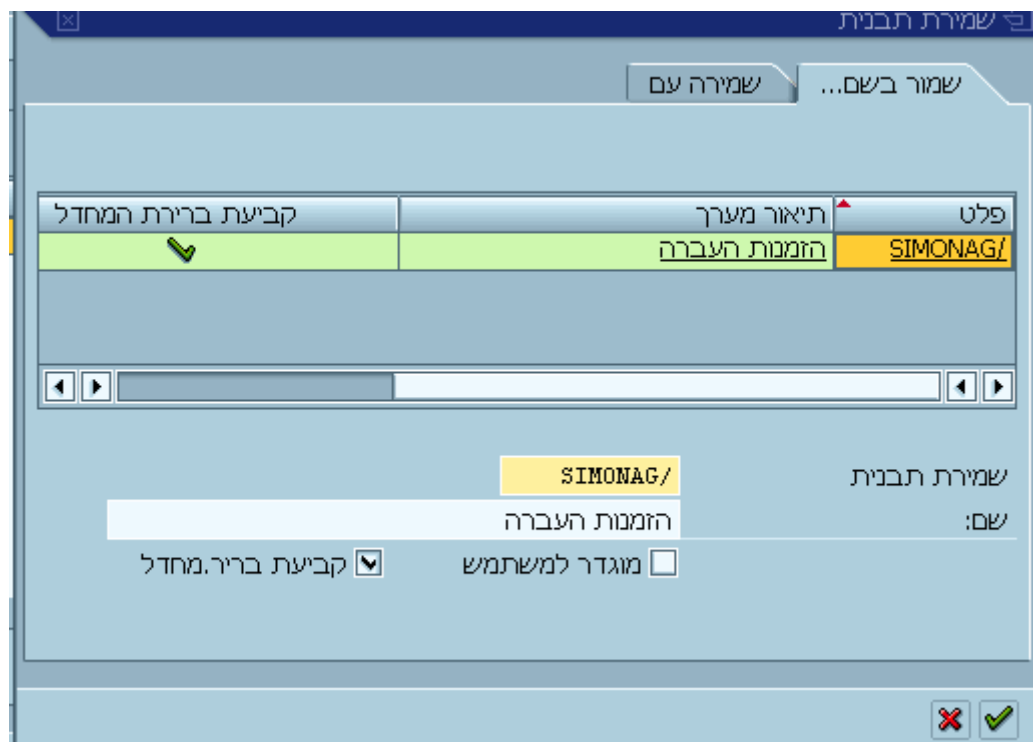 שמירת תבנית
שמור בשם... שמירה עם
פלט תיאור מערך קביעת ברירת המחדל
/SIMONAG הזמנות העברה
שמירת תבנית /SIMONAG
שם: הזמנות העברה
מוגדר למשתמש קביעת בריר.מחדל